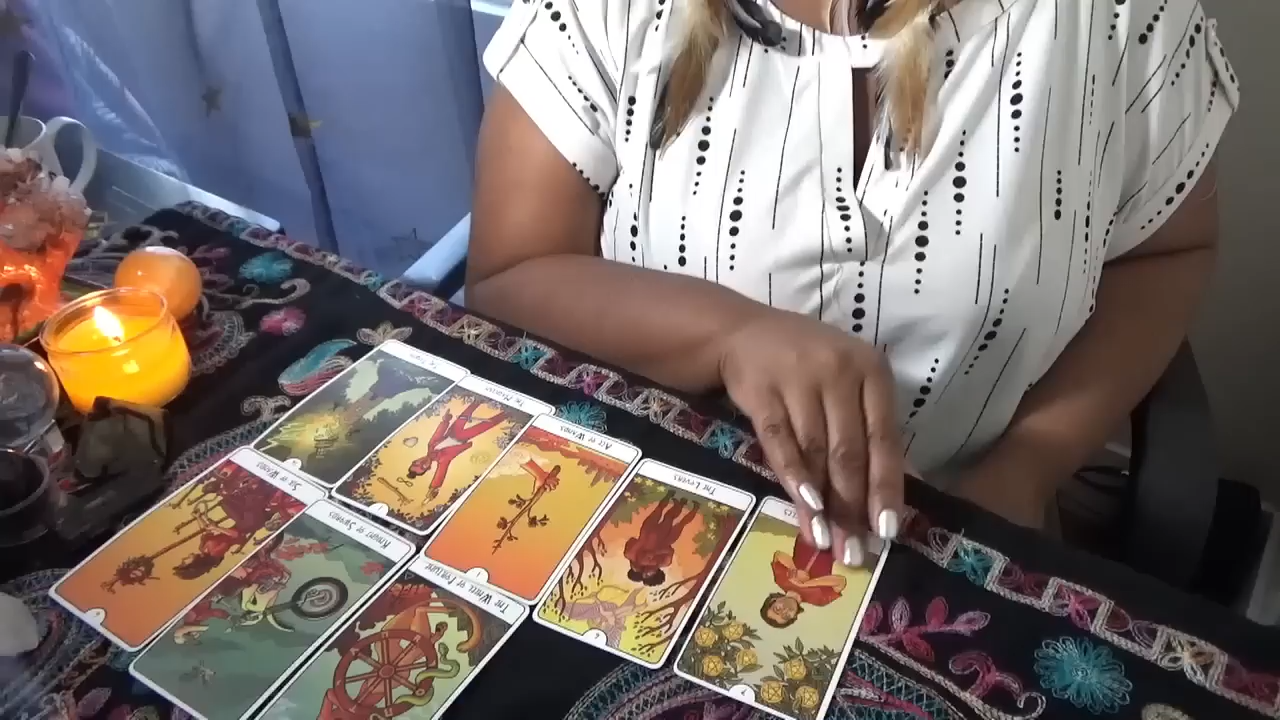 THE MAGICIAN
ACE OF WANDS
THE LOVERS
SIX OF WANDS
KNIGHT OF SWORDS
THE WHEEL OF FORTUNE